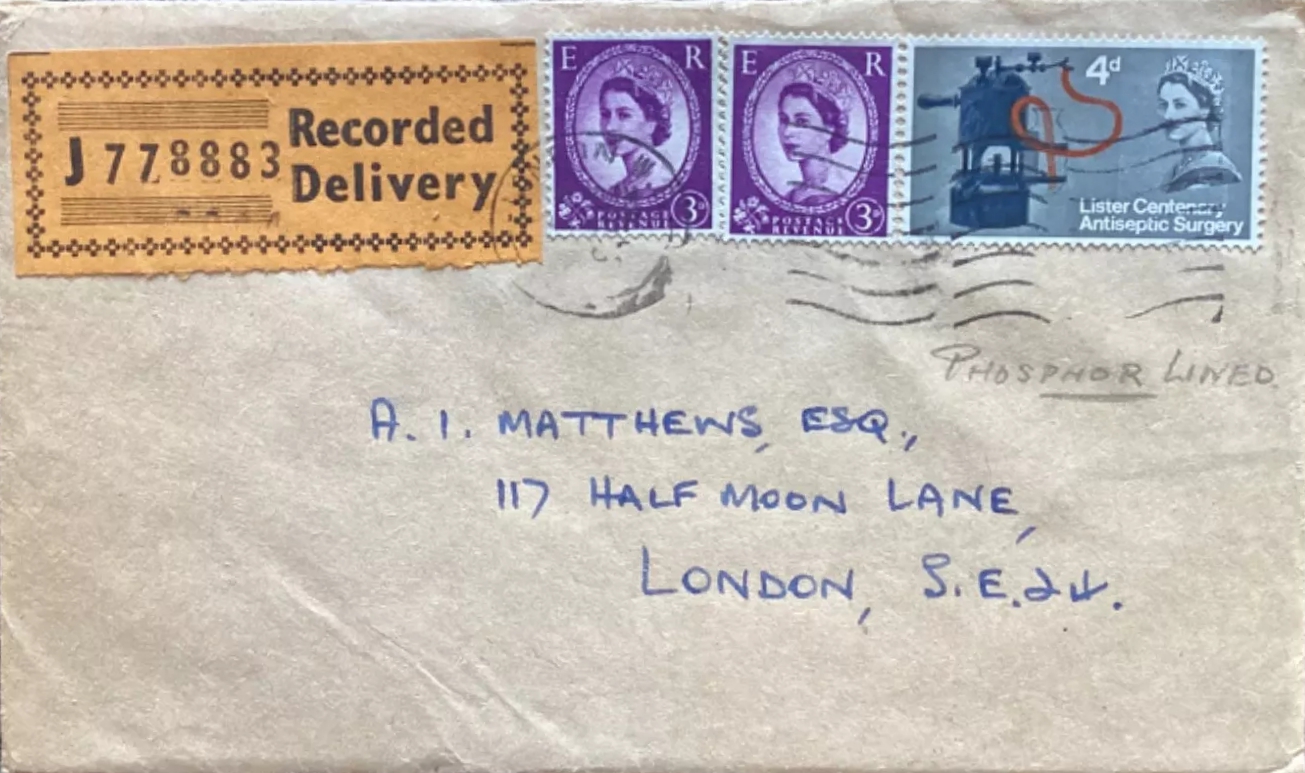 J 778883
Recorded
Delivery
E R
POSTAGE
REVENUE
3D
E R
POSTAGE
REVENUE
3D
4d
Lister Centenary
Antiseptic Surgery
PHOSPHOR LINED.
A. I. MATTHEWS, ESQ.,
117 HALF MOON LANE,
LONDON, S.E.24.